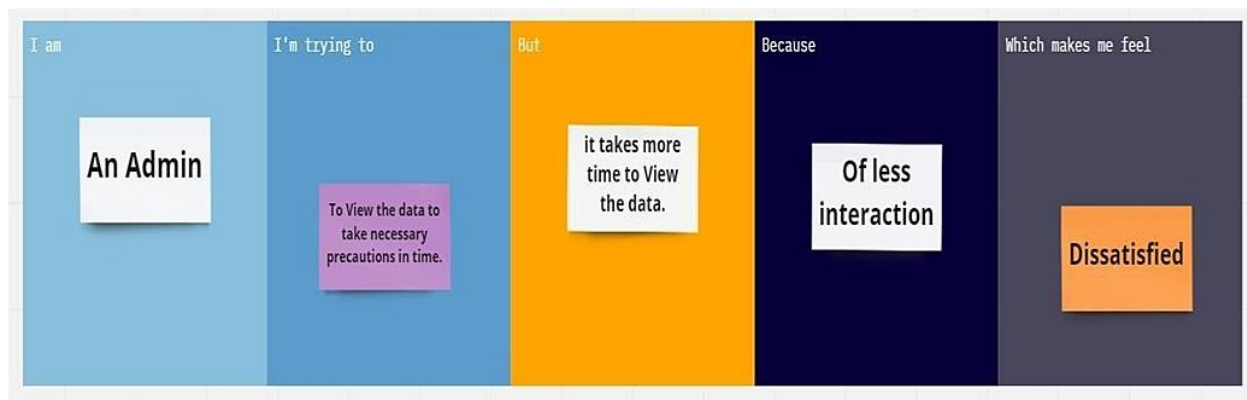 I am
An Admin
I'm trying to
To View the data to
take necessary
precautions in time.
But
it takes more
time to View
the data.
Because
Of less
interaction
Which makes me feel
Dissatisfied